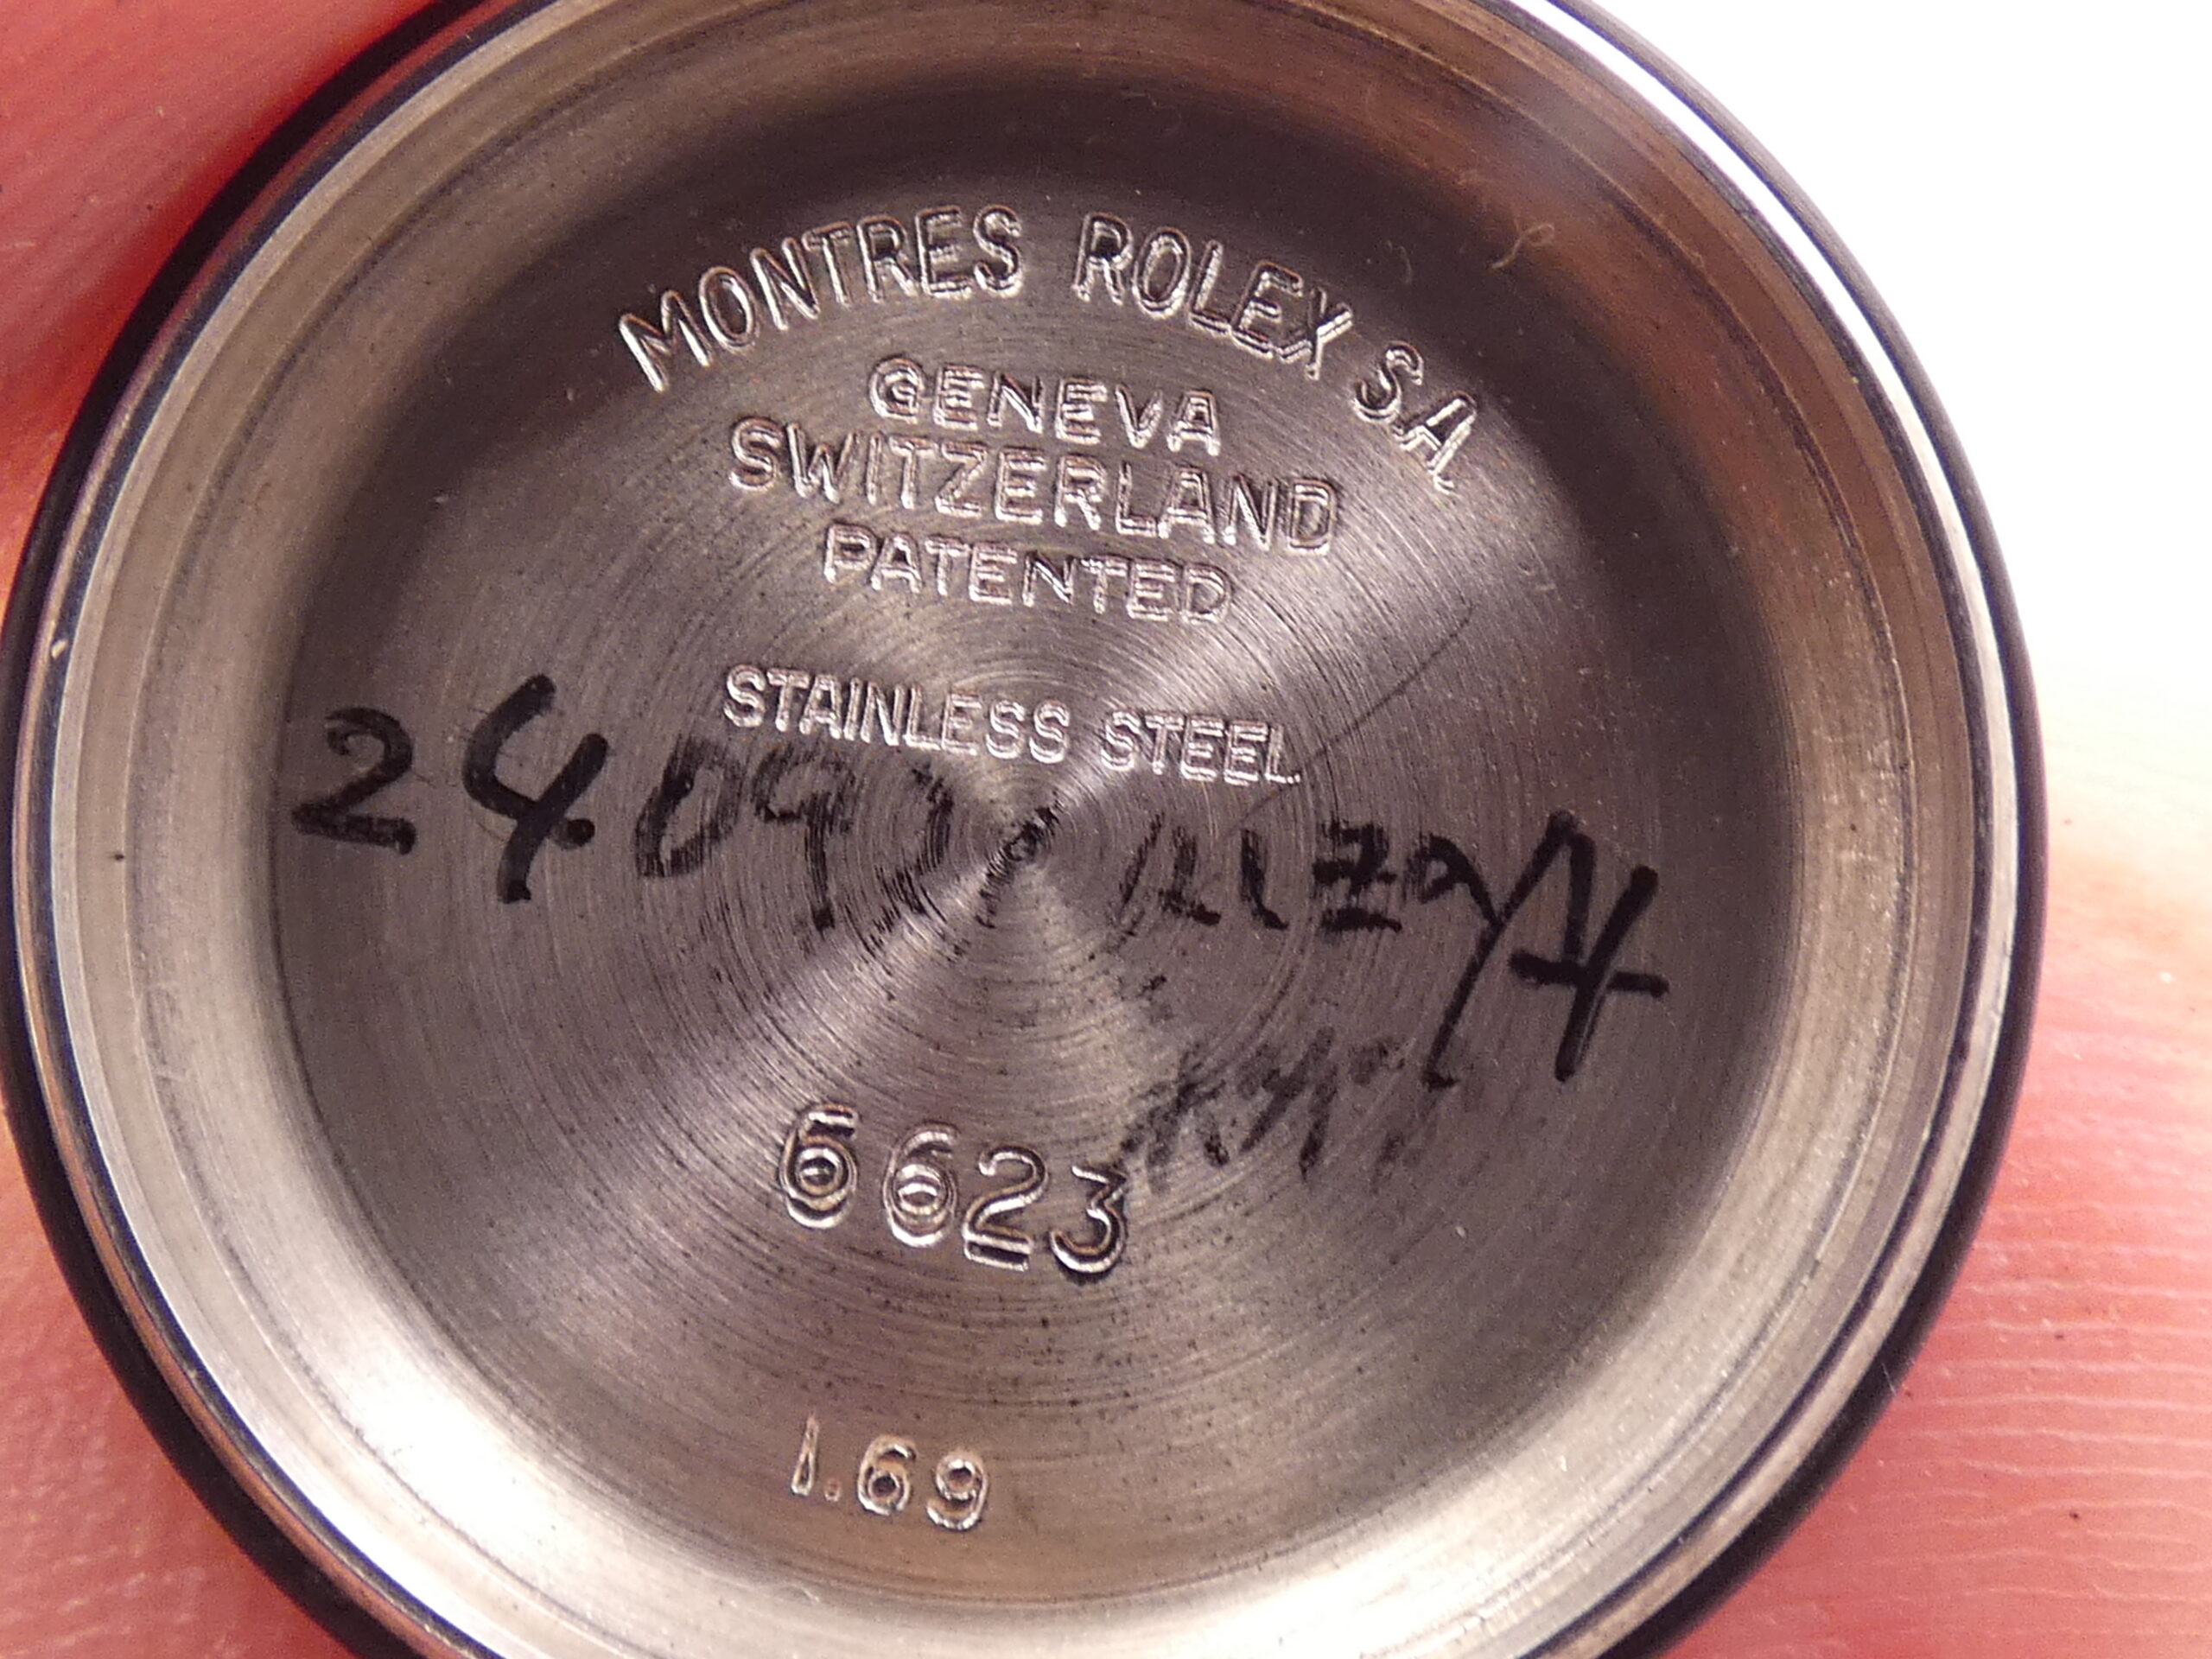 MONTRES ROLEX S.A
GENEVA
SWITZERLAND
PATENTED
STAINLESS STEEL
6623
1.69